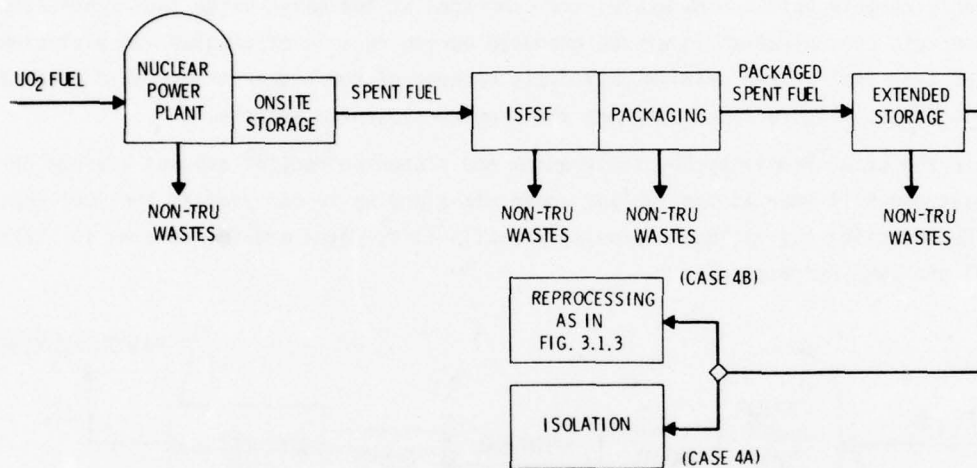 UO₂ FUEL
NUCLEAR
POWER
PLANT
ONSITE
STORAGE
SPENT FUEL
ISFSF
PACKAGING
PACKAGED
SPENT FUEL
EXTENDED
STORAGE
NON-TRU
WASTES
NON-TRU
WASTES
NON-TRU
WASTES
NON-TRU
WASTES
(CASE 4B)
REPROCESSING
AS IN
FIG. 3.1.3
ISOLATION
(CASE 4A)